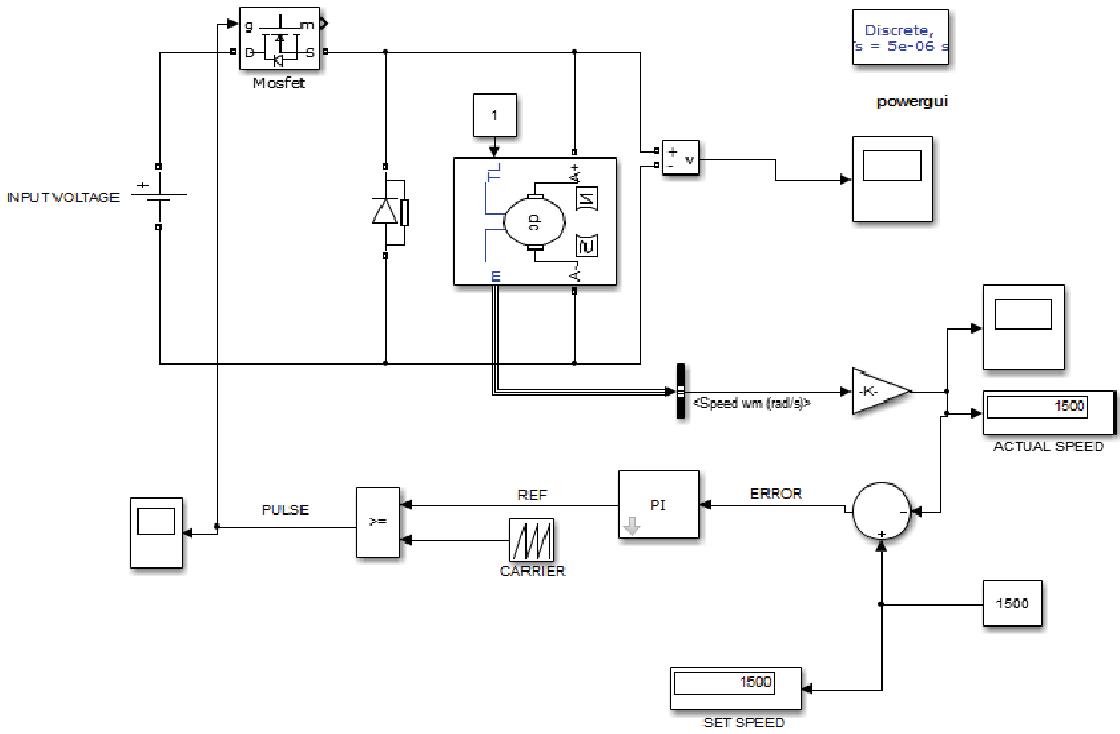 g
m
D
S
Mosfet
Discrete,
Ts = 5e-06 s
powergui
1
INPUT VOLTAGE
+
TL
A+
dc
m
A-
+
-
v
<Speed wm (rad/s)>
-K-
1500
ACTUAL SPEED
PULSE
>=
REF
CARRIER
PI
ERROR
-
+
1500
1500
SET SPEED